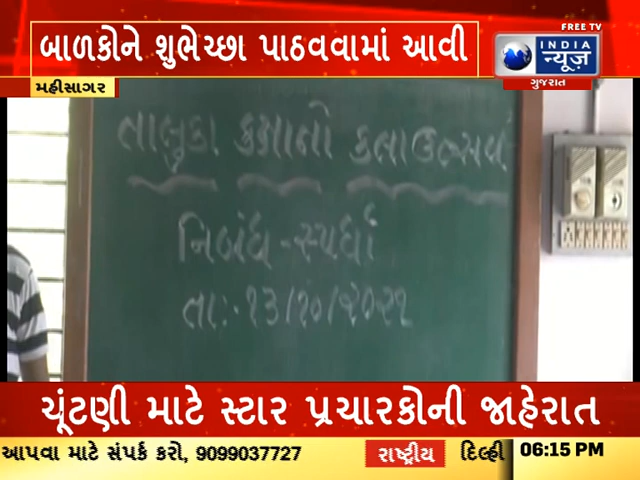 બાળકોને શુભેચ્છા પાઠવવામાં આવી
FREE TV
INDIA
ન્યૂઝ
ગુજરાત
મહીસાગર
તાલુકા કક્ષાનો કલાઉત્સવ
નિબંધ-સ્પર્ધા
તા:-૧૩/૧૦/૨૦૨૧
ચૂંટણી માટે સ્ટાર પ્રચારકોની જાહેરાત
આપવા માટે સંપર્ક કરો, 9099037727
રાષ્ટ્રીય
દિલ્હી
06:15 PM